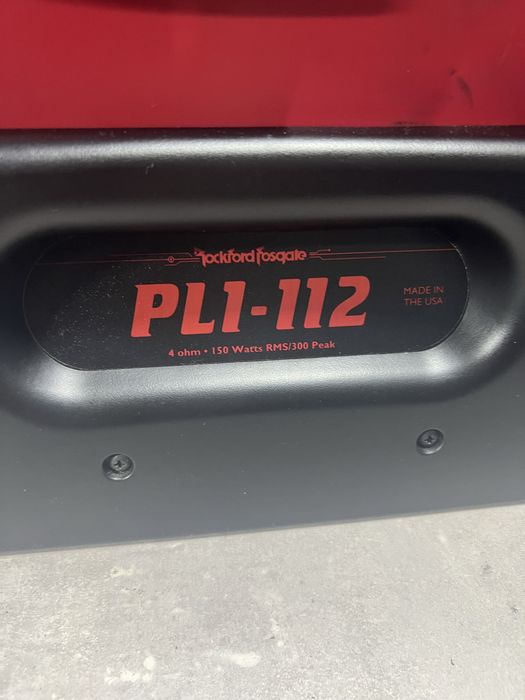 Rockford Fosgate
PL1-112
MADE IN
THE USA
4 ohm • 150 Watts RMS/300 Peak